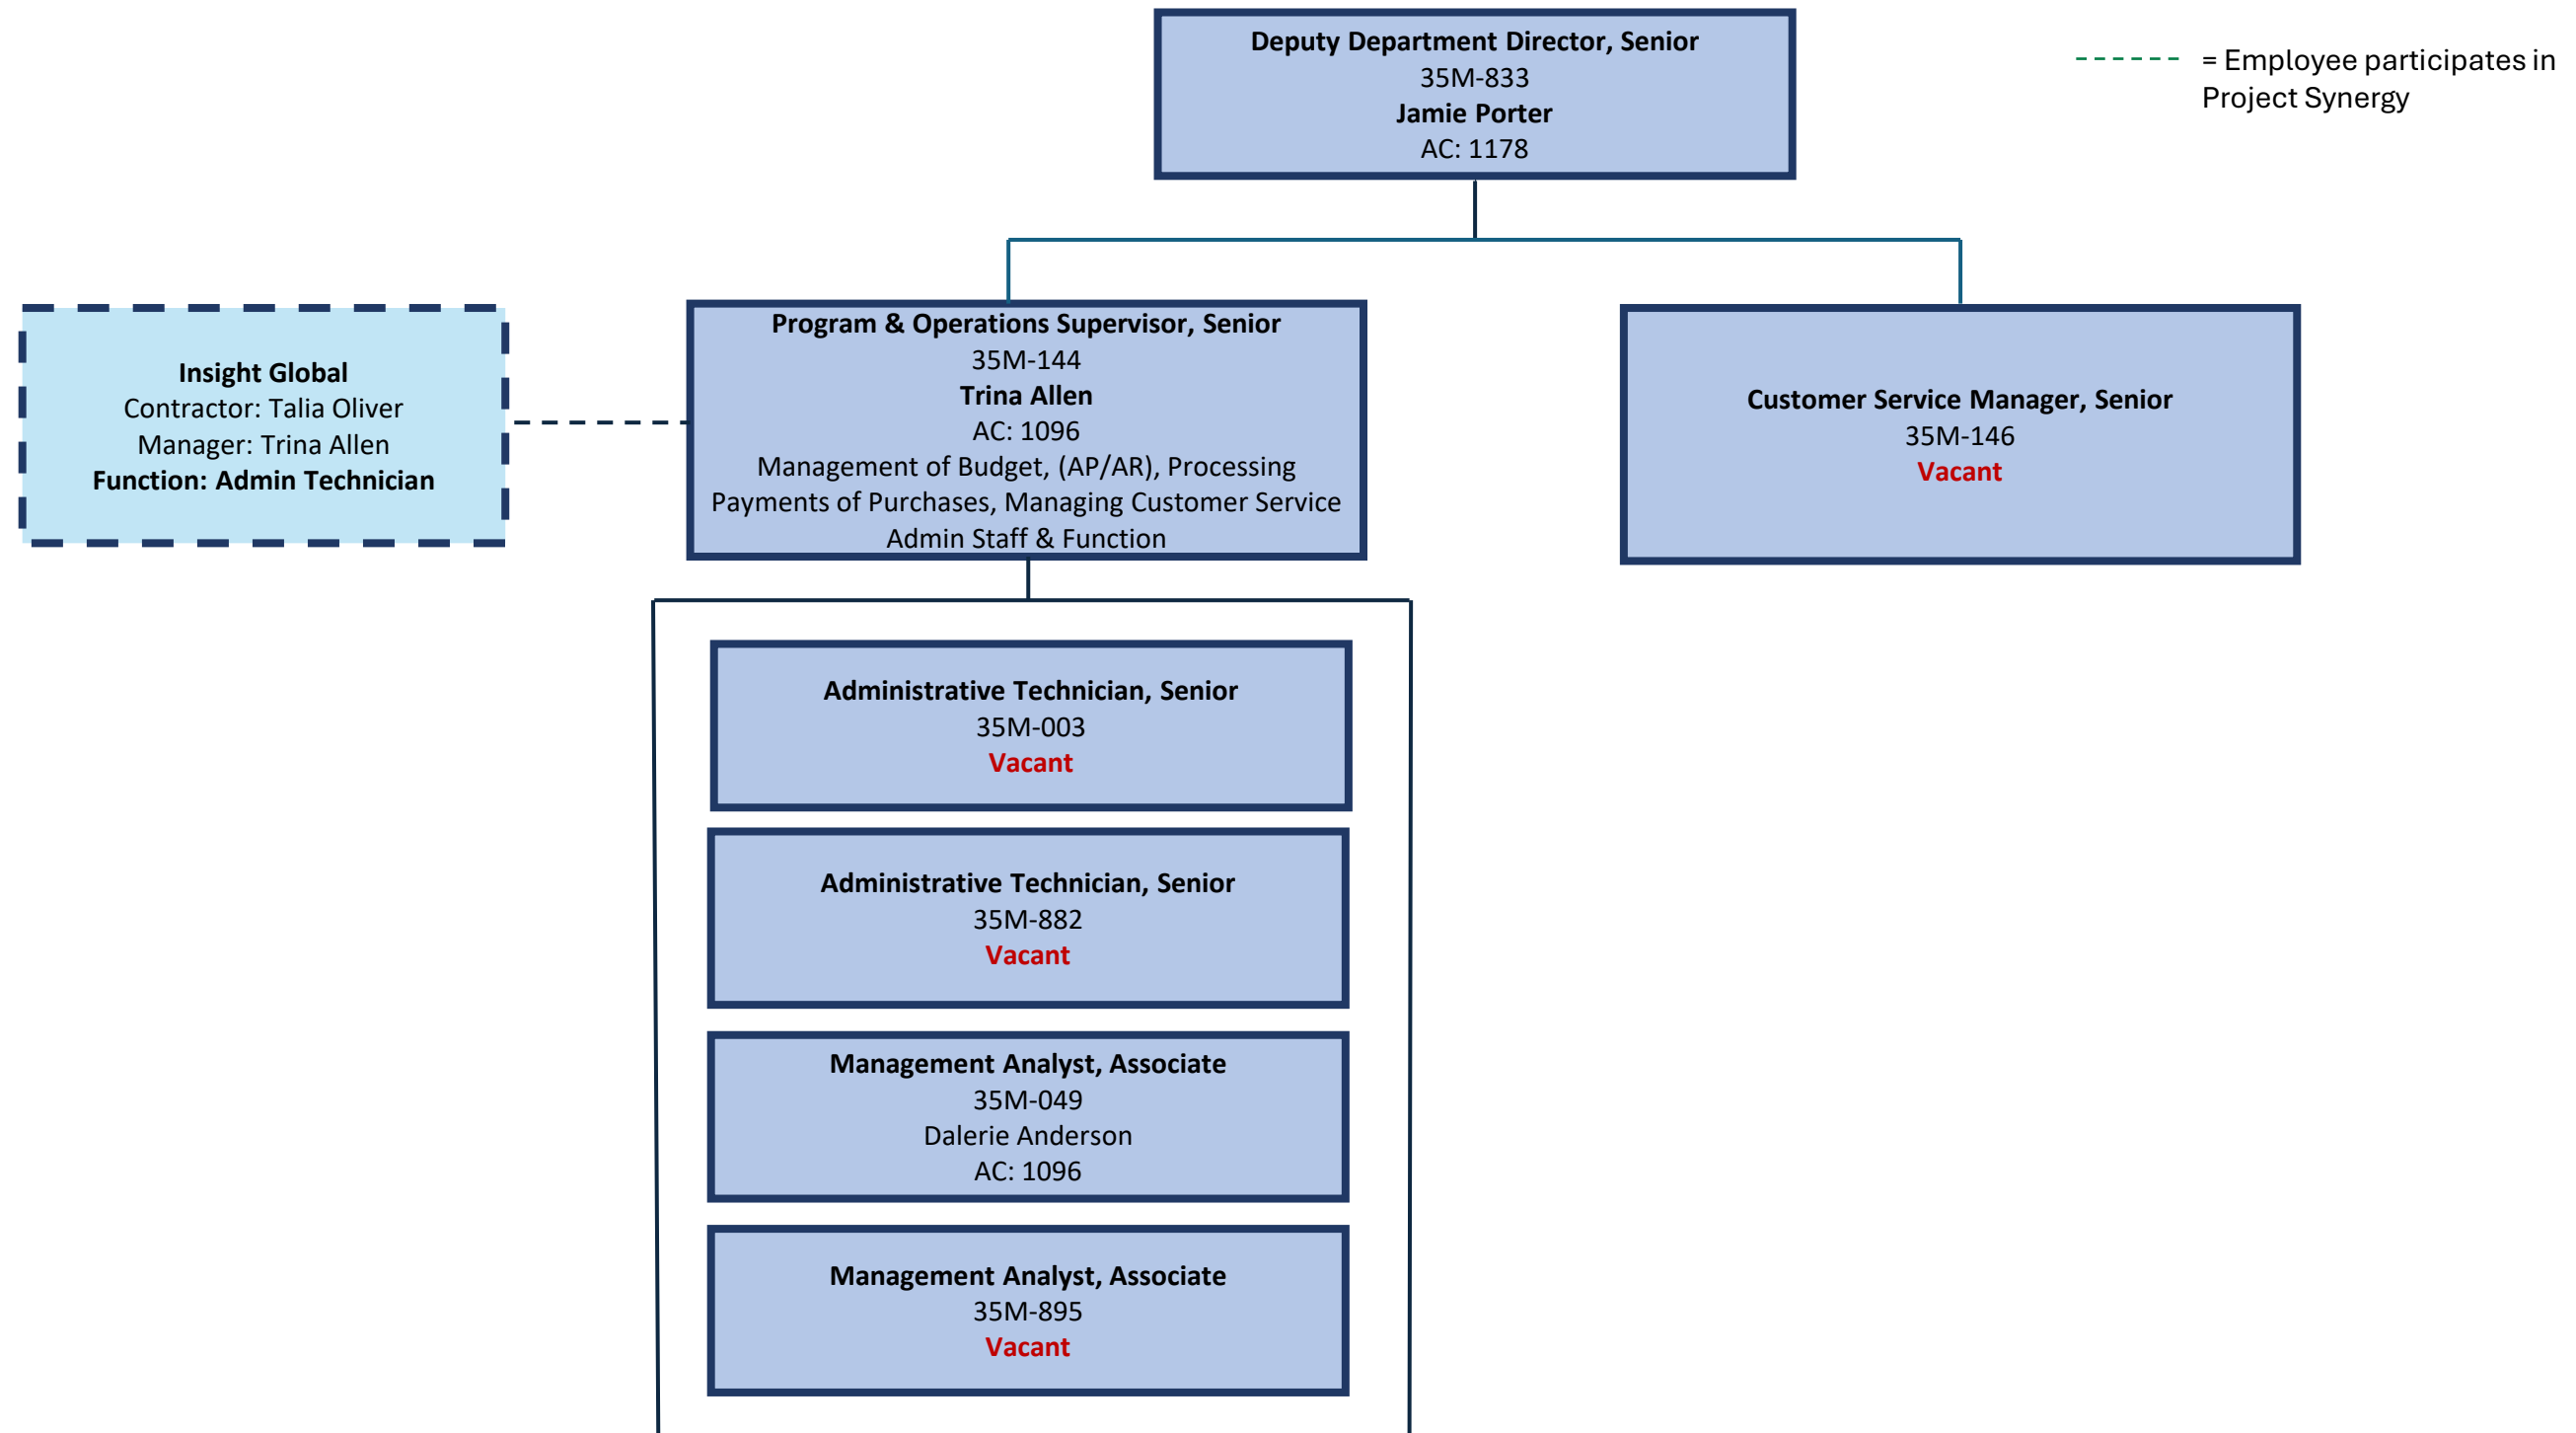 Deputy Department Director, Senior
35M-833
Jamie Porter
AC: 1178
= Employee participates in
Project Synergy
Insight Global
Contractor: Talia Oliver
Manager: Trina Allen
Function: Admin Technician
Program & Operations Supervisor, Senior
35M-144
Trina Allen
AC: 1096
Management of Budget, (AP/AR), Processing
Payments of Purchases, Managing Customer Service
Admin Staff & Function
Customer Service Manager, Senior
35M-146
Vacant
Administrative Technician, Senior
35M-003
Vacant
Administrative Technician, Senior
35M-882
Vacant
Management Analyst, Associate
35M-049
Dalerie Anderson
AC: 1096
Management Analyst, Associate
35M-895
Vacant